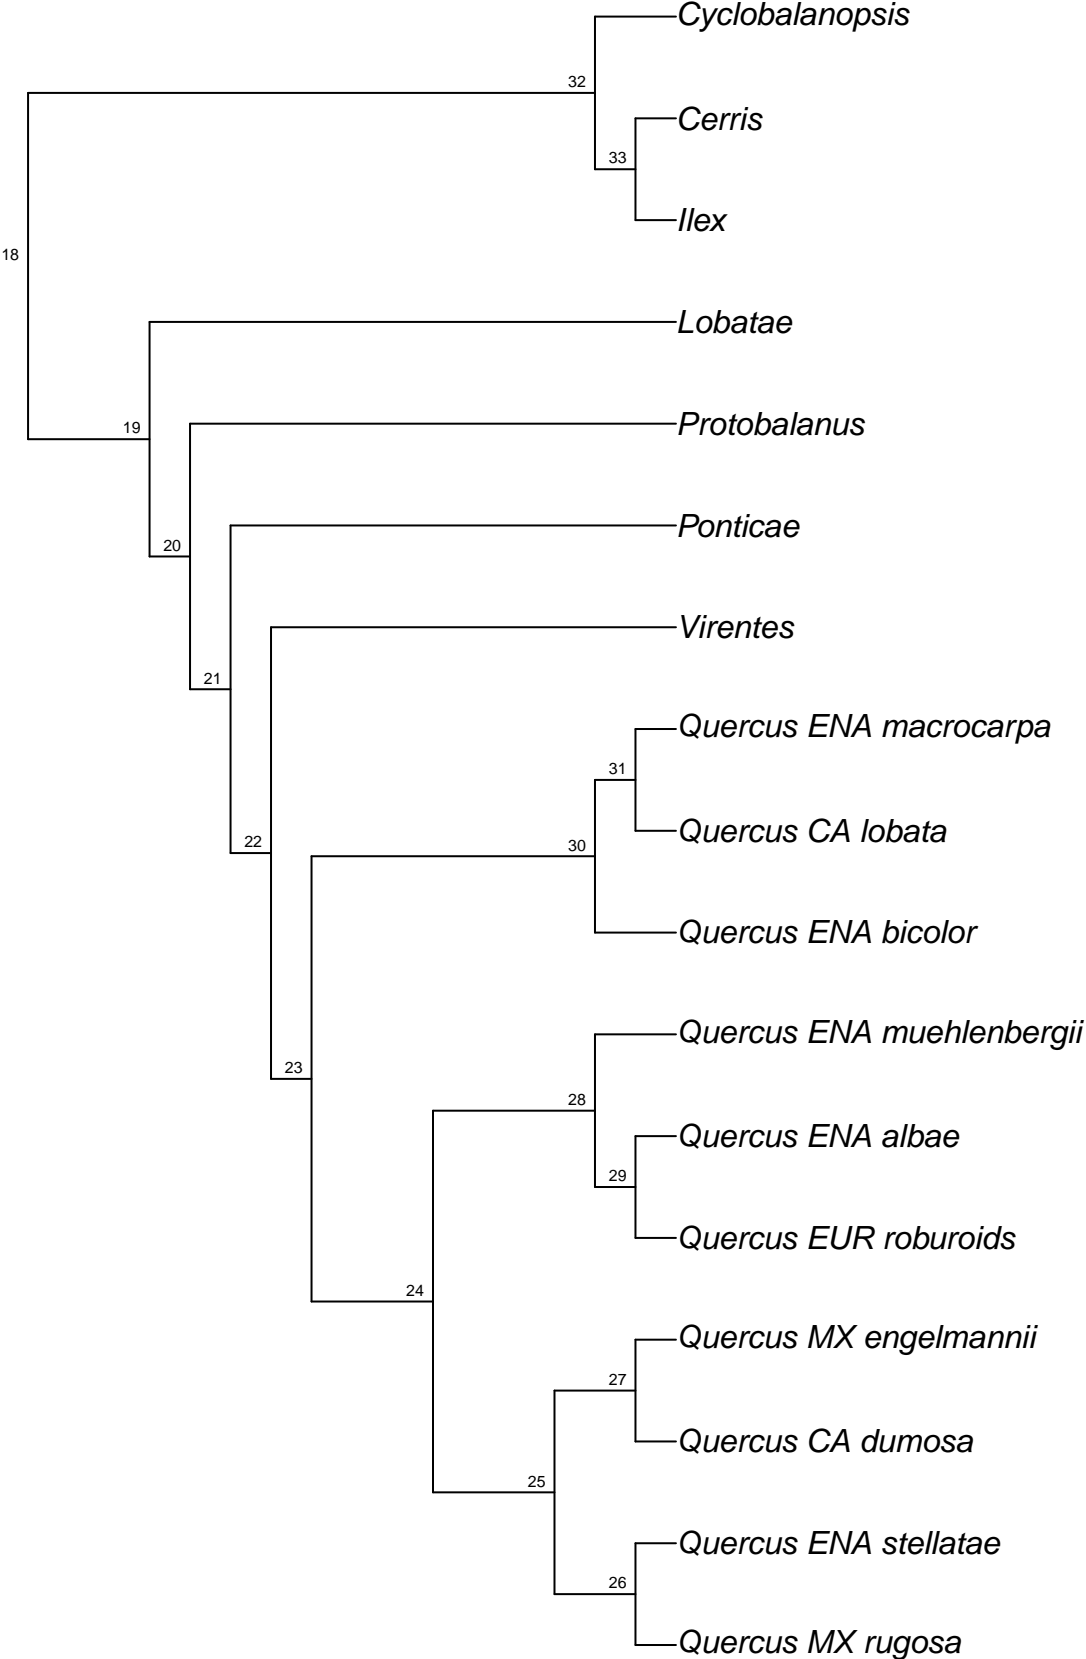 Cyclobalanopsis
32
Cerris
33
Ilex
18
Lobatae
19
Protobalanus
20
Ponticae
21
Virentes
22
Quercus ENA macrocarpa
31
Quercus CA lobata
30
Quercus ENA bicolor
23
Quercus ENA muehlenbergii
28
Quercus ENA albae
29
Quercus EUR roburoids
24
Quercus MX engelmannii
27
Quercus CA dumosa
25
Quercus ENA stellatae
26
Quercus MX rugosa